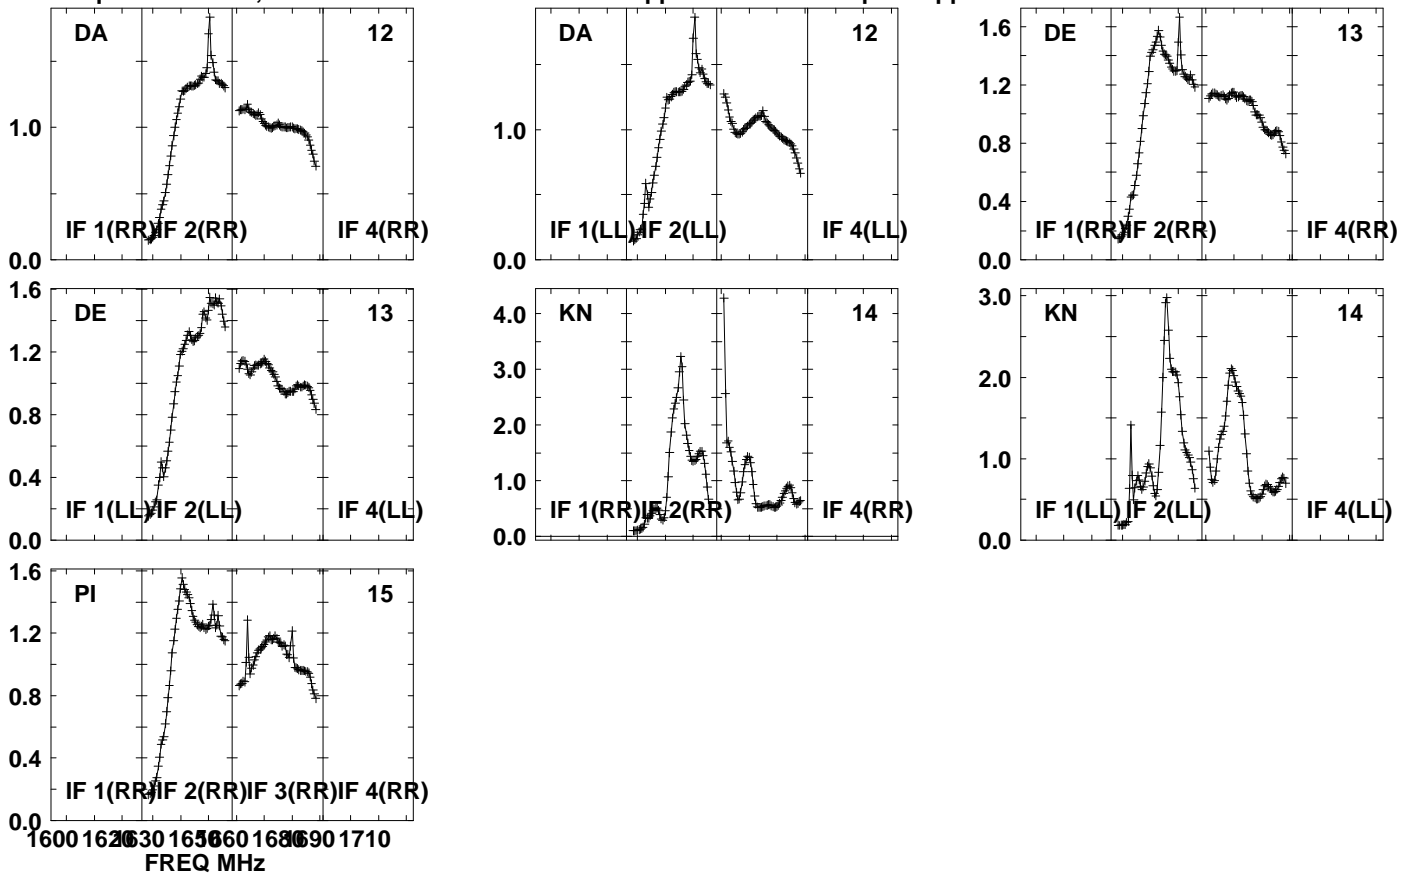 DA 12 DA 12 DE 13
1.6
1.0 1.0 1.2
0.8
0.4
IF 1(RR) IF 2(RR) IF 4(RR) IF 1(LL) IF 2(LL) IF 4(LL) IF 1(RR) IF 2(RR) IF 4(RR)
0.0 0.0 0.0
DE 13 KN 14 KN 14
1.6 4.0 3.0
1.2 3.0 2.0
0.8 2.0 1.0
0.4 1.0
IF 1(LL) IF 2(LL) IF 4(LL) IF 1(RR) IF 2(RR) IF 4(RR) IF 1(LL) IF 2(LL) IF 4(LL)
0.0 0.0 0.0
PI 15
1.6
1.2
0.8
0.4
IF 1(RR) IF 2(RR) IF 3(RR) IF 4(RR)
0.0
1600 1620 1630 1650 1660 1680 1690 1710
FREQ MHz